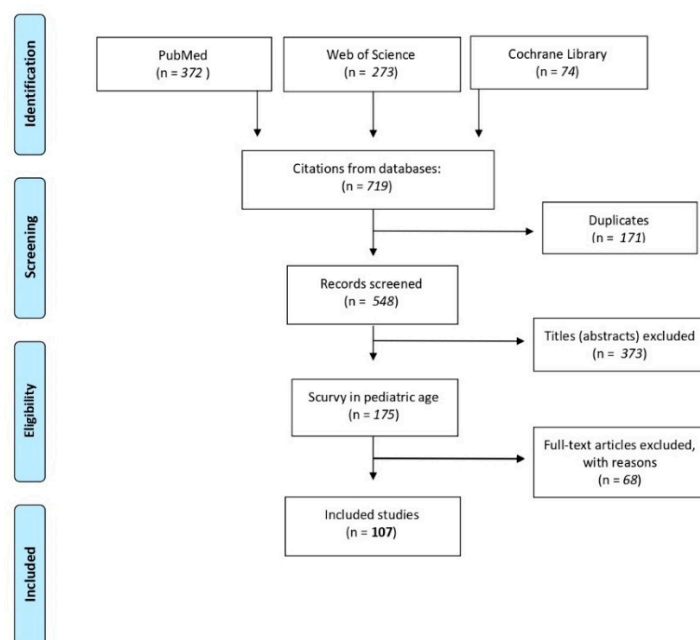 Identification
PubMed
(n = 372 )
Web of Science
(n = 273)
Cochrane Library
(n = 74)
Citations from databases:
(n = 719)
Screening
Duplicates
(n = 171)
Records screened
(n = 548)
Titles (abstracts) excluded
(n = 373)
Eligibility
Scurvy in pediatric age
(n = 175)
Full-text articles excluded,
with reasons
(n = 68)
Included
Included studies
(n = 107)